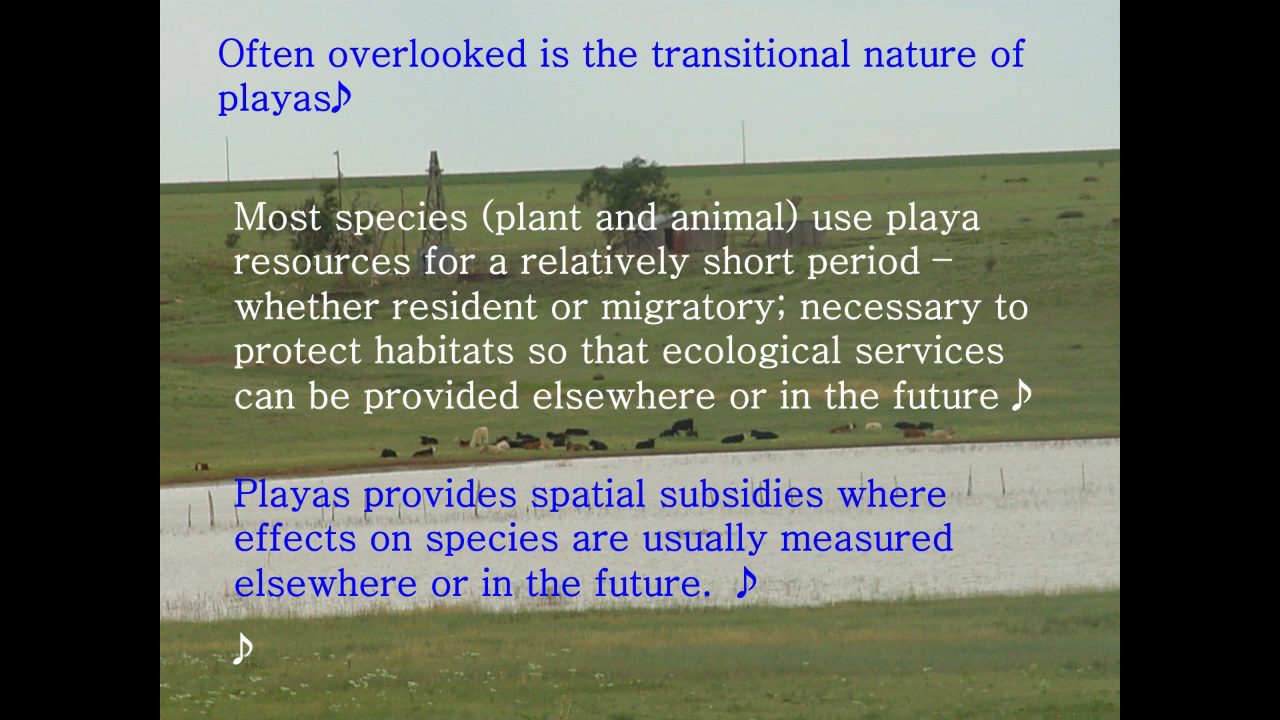 Often overlooked is the transitional nature of
playas♪
Most species (plant and animal) use playa
resources for a relatively short period –
whether resident or migratory; necessary to
protect habitats so that ecological services
can be provided elsewhere or in the future ♪
Playas provides spatial subsidies where
effects on species are usually measured
elsewhere or in the future. ♪
♪